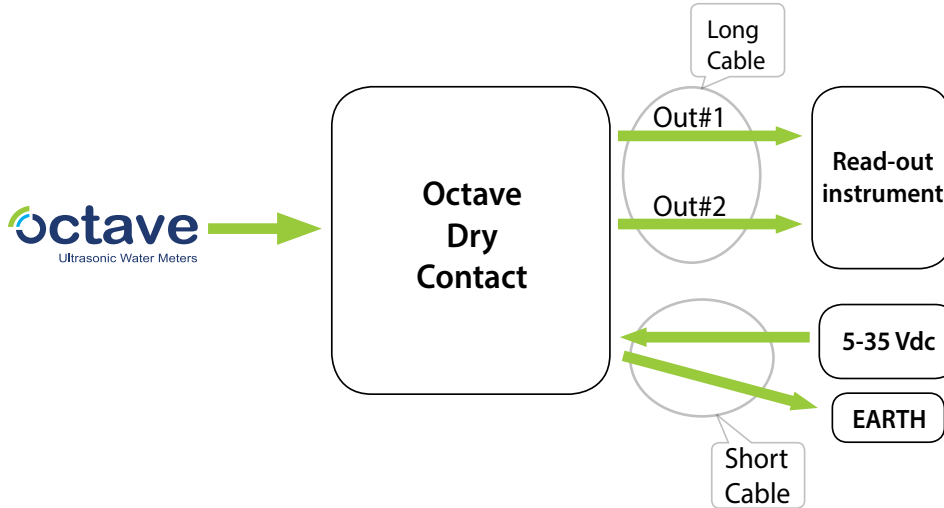 Long
Cable
Out#1
Out#2
Read-out
instrument
Octave
Dry
Contact
octave
Ultrasonic Water Meters
5-35 Vdc
EARTH
Short
Cable